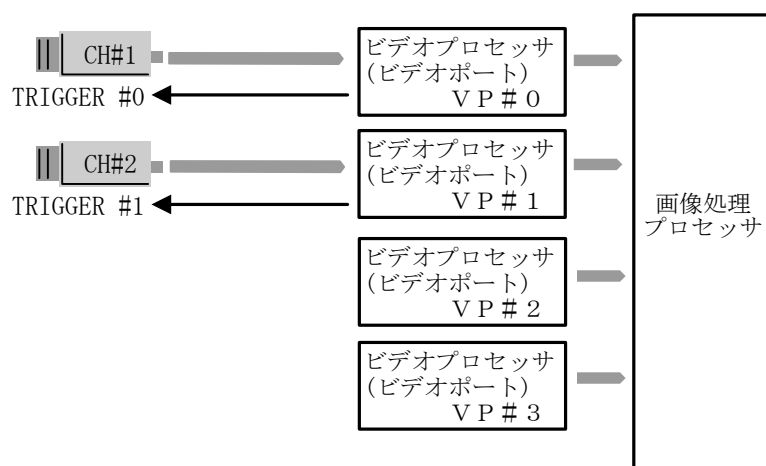 CH#1
TRIGGER #0
ビデオプロセッサ
(ビデオポート)
ＶＰ＃０
CH#2
TRIGGER #1
ビデオプロセッサ
(ビデオポート)
ＶＰ＃１
ビデオプロセッサ
(ビデオポート)
ＶＰ＃２
ビデオプロセッサ
(ビデオポート)
ＶＰ＃３
画像処理
プロセッサ